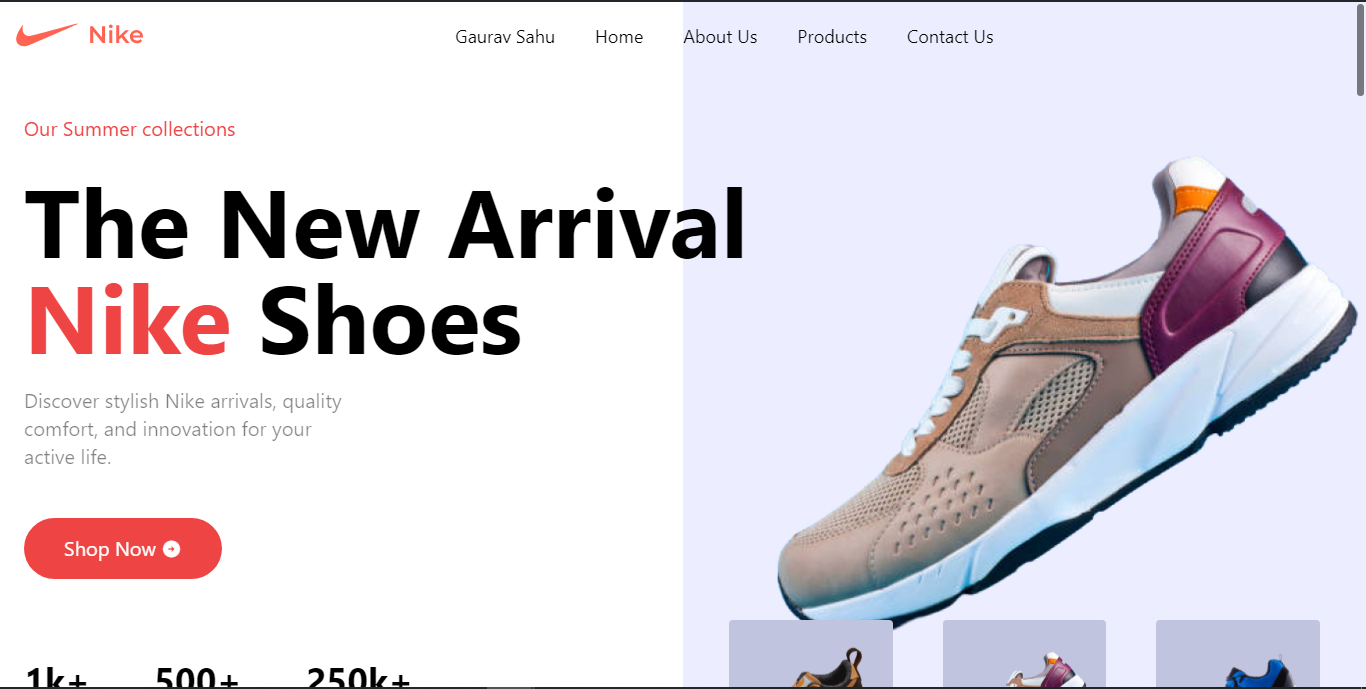 Nike
Gaurav Sahu
Home
About Us
Products
Contact Us
Our Summer collections
The New Arrival
Nike Shoes
Discover stylish Nike arrivals, quality
comfort, and innovation for your
active life.
Shop Now
1k+
500+
250k+